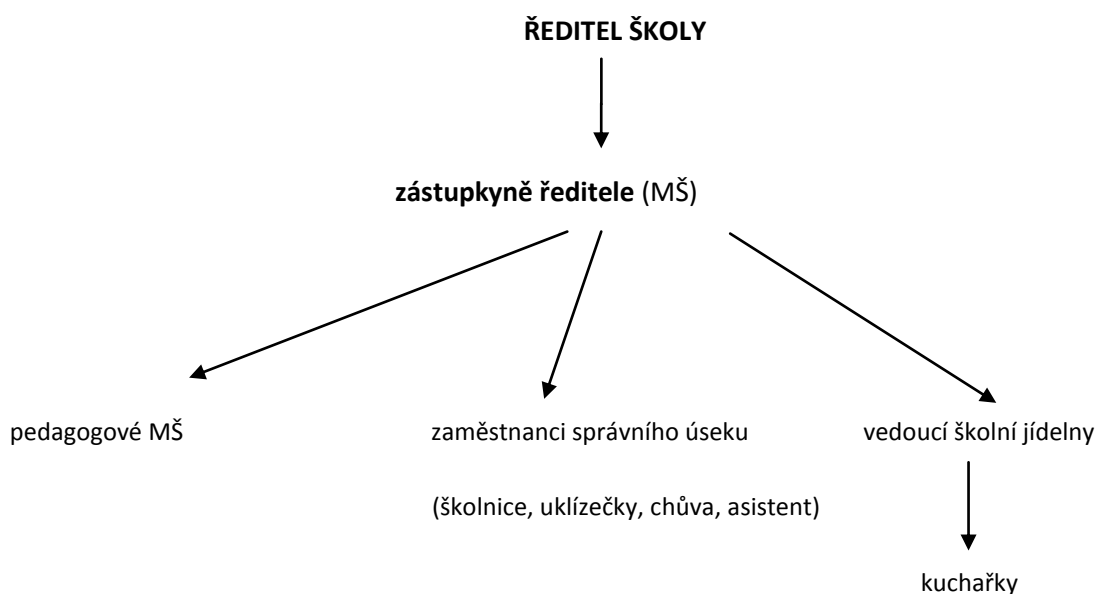 ŘEDITEL ŠKOLY
zástupkyně ředitele (MŠ)
pedagogové MŠ
zaměstnanci správního úseku
vedoucí školní jídelny
(školnice, uklízečky, chůva, asistent)
kuchařky